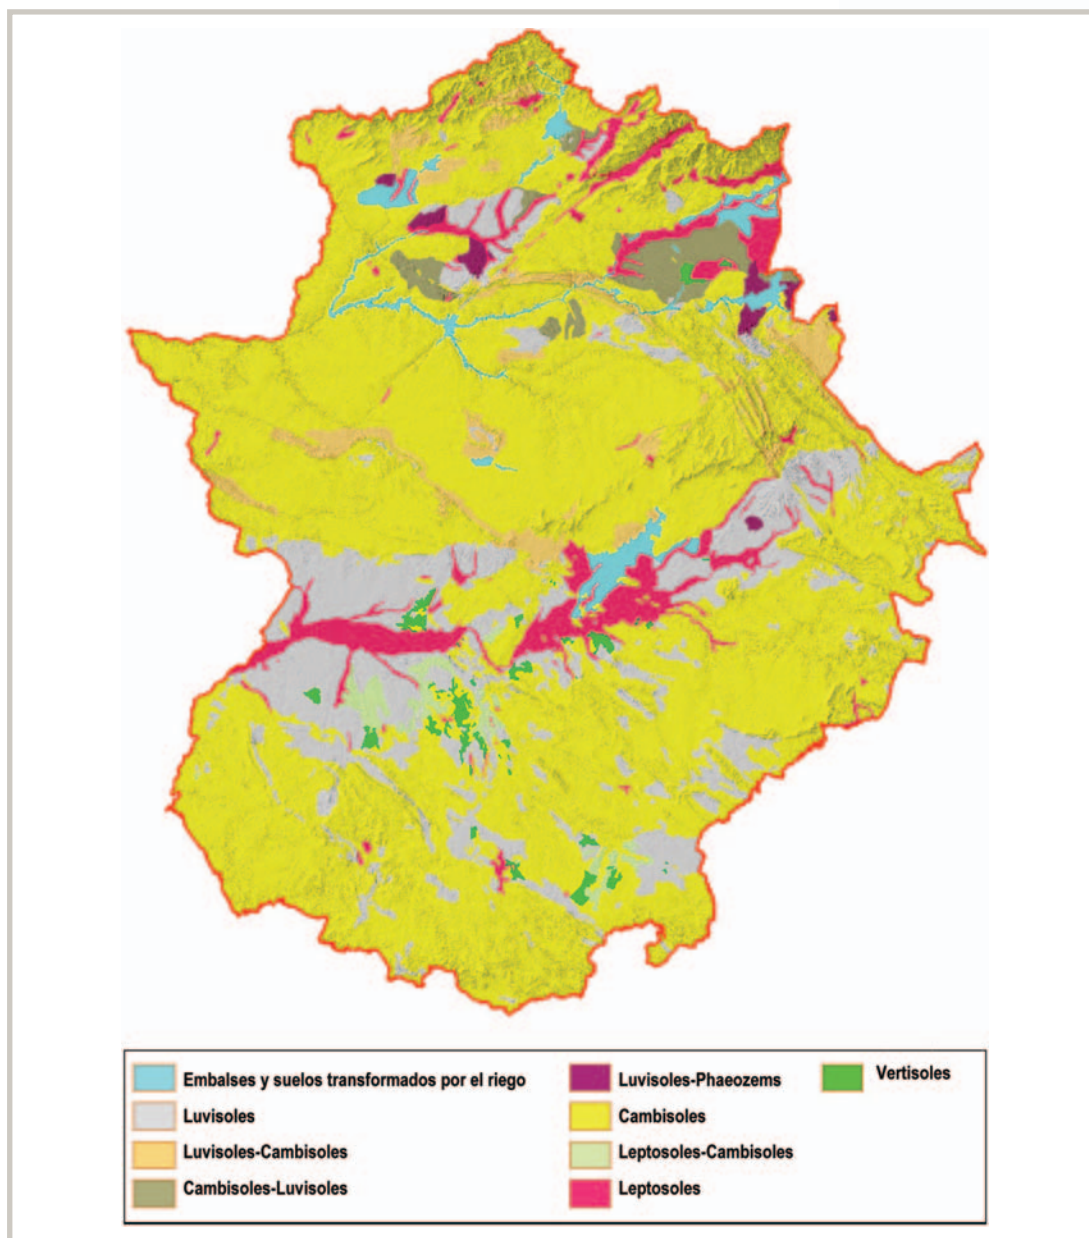 Embalses y suelos transformados por el riego
Luvisoles
Luvisoles-Cambisoles
Cambisoles-Luvisoles
Luvisoles-Phaeozems
Cambisoles
Leptosoles-Cambisoles
Leptosoles
Vertisoles